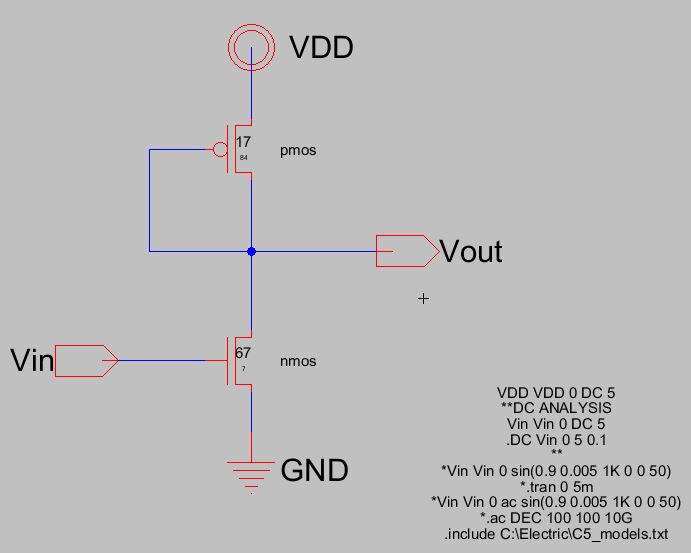 VDD
17
84
pmos
Vout
Vin
67
7
nmos
GND
VDD VDD 0 DC 5
**DC ANALYSIS
Vin Vin 0 DC 5
.DC Vin 0 5 0.1
**
*Vin Vin 0 sin(0.9 0.005 1K 0 0 50)
*.tran 0 5m
*Vin Vin 0 ac sin(0.9 0.005 1K 0 0 50)
*.ac DEC 100 100 10G
.include C:\Electric\C5_models.txt